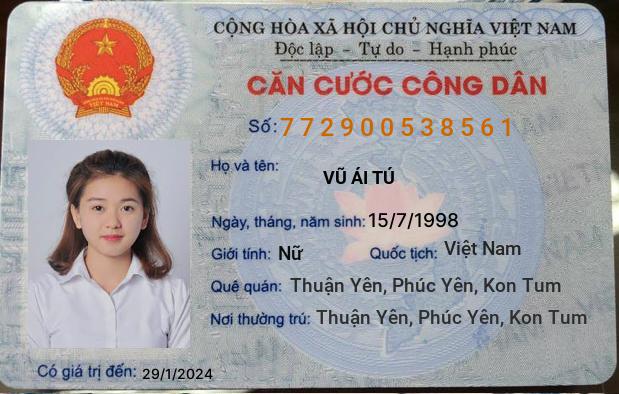 CỘNG HÒA XÃ HỘI CHỦ NGHĨA VIỆT NAM
Độc lập - Tự do - Hạnh phúc
CĂN CƯỚC CÔNG DÂN
Số: 772900538561
Họ và tên:
VŨ ÁI TÚ
Ngày, tháng, năm sinh: 15/7/1998
Giới tính: Nữ Quốc tịch: Việt Nam
Quê quán: Thuận Yên, Phúc Yên, Kon Tum
Nơi thường trú: Thuận Yên, Phúc Yên, Kon Tum
Có giá trị đến: 29/1/2024
VIỆT NAM